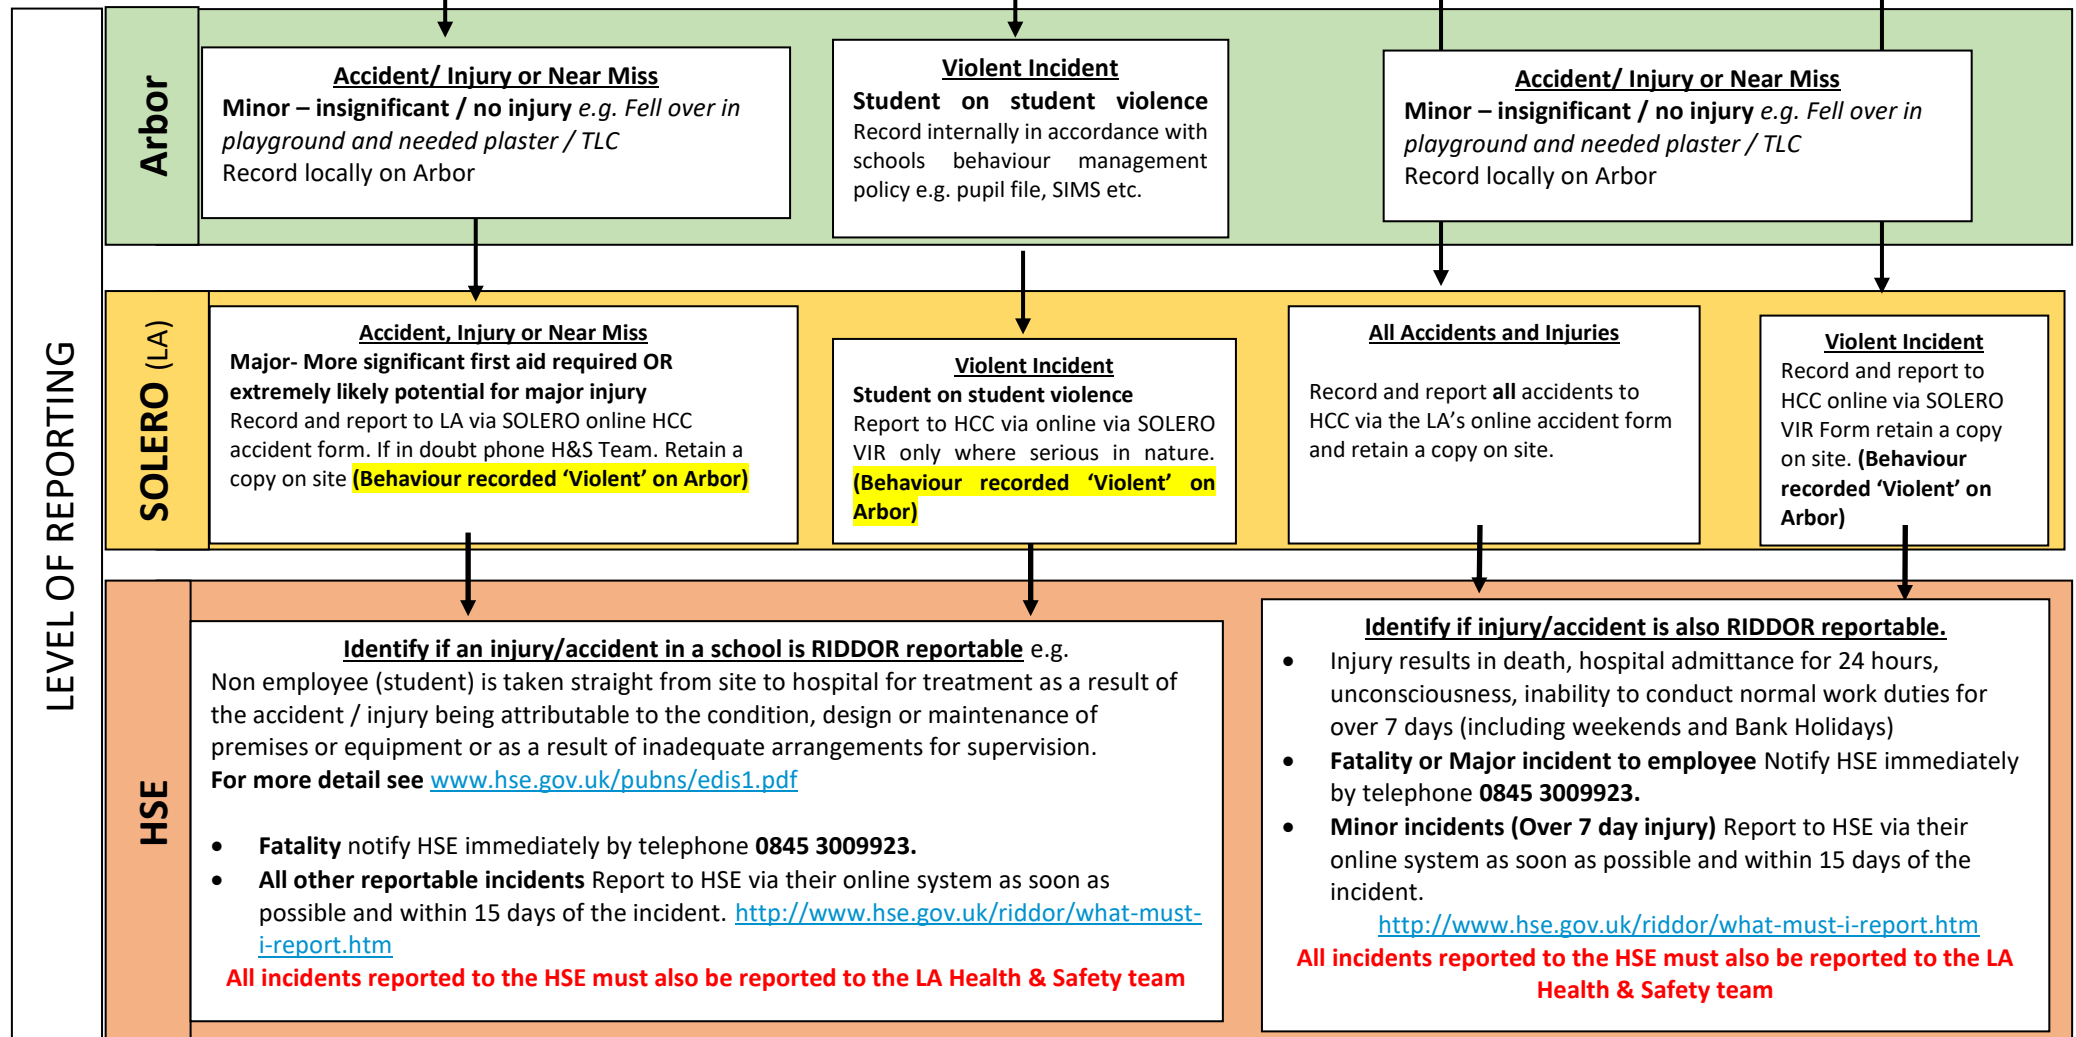 LEVEL OF REPORTING
Arbor
Accident/ Injury or Near Miss
Minor – insignificant / no injury e.g. Fell over in
playground and needed plaster / TLC
Record locally on Arbor
Violent Incident
Student on student violence
Record internally in accordance with
schools behaviour management
policy e.g. pupil file, SIMS etc.
Accident/ Injury or Near Miss
Minor – insignificant / no injury e.g. Fell over in
playground and needed plaster / TLC
Record locally on Arbor
SOLERO (LA)
Accident, Injury or Near Miss
Major- More significant first aid required OR
extremely likely potential for major injury
Record and report to LA via SOLERO online HCC
accident form. If in doubt phone H&S Team. Retain a
copy on site (Behaviour recorded ‘Violent’ on Arbor)
Violent Incident
Student on student violence
Report to HCC via online via SOLERO
VIR only where serious in nature.
(Behaviour recorded ‘Violent’ on
Arbor)
All Accidents and Injuries
Record and report all accidents to
HCC via the LA’s online accident form
and retain a copy on site.
Violent Incident
Record and report to
HCC online via SOLERO
VIR Form retain a copy
on site. (Behaviour
recorded ‘Violent’ on
Arbor)
HSE
Identify if an injury/accident in a school is RIDDOR reportable e.g.
Non employee (student) is taken straight from site to hospital for treatment as a result of
the accident / injury being attributable to the condition, design or maintenance of
premises or equipment or as a result of inadequate arrangements for supervision.
For more detail see www.hse.gov.uk/pubns/edis1.pdf
• Fatality notify HSE immediately by telephone 0845 3009923.
• All other reportable incidents Report to HSE via their online system as soon as
possible and within 15 days of the incident. http://www.hse.gov.uk/riddor/what-must-
i-report.htm
All incidents reported to the HSE must also be reported to the LA Health & Safety team
Identify if injury/accident is also RIDDOR reportable.
• Injury results in death, hospital admittance for 24 hours,
unconsciousness, inability to conduct normal work duties for
over 7 days (including weekends and Bank Holidays)
• Fatality or Major incident to employee Notify HSE immediately
by telephone 0845 3009923.
• Minor incidents (Over 7 day injury) Report to HSE via their
online system as soon as possible and within 15 days of the
incident.
http://www.hse.gov.uk/riddor/what-must-i-report.htm
All incidents reported to the HSE must also be reported to the LA
Health & Safety team